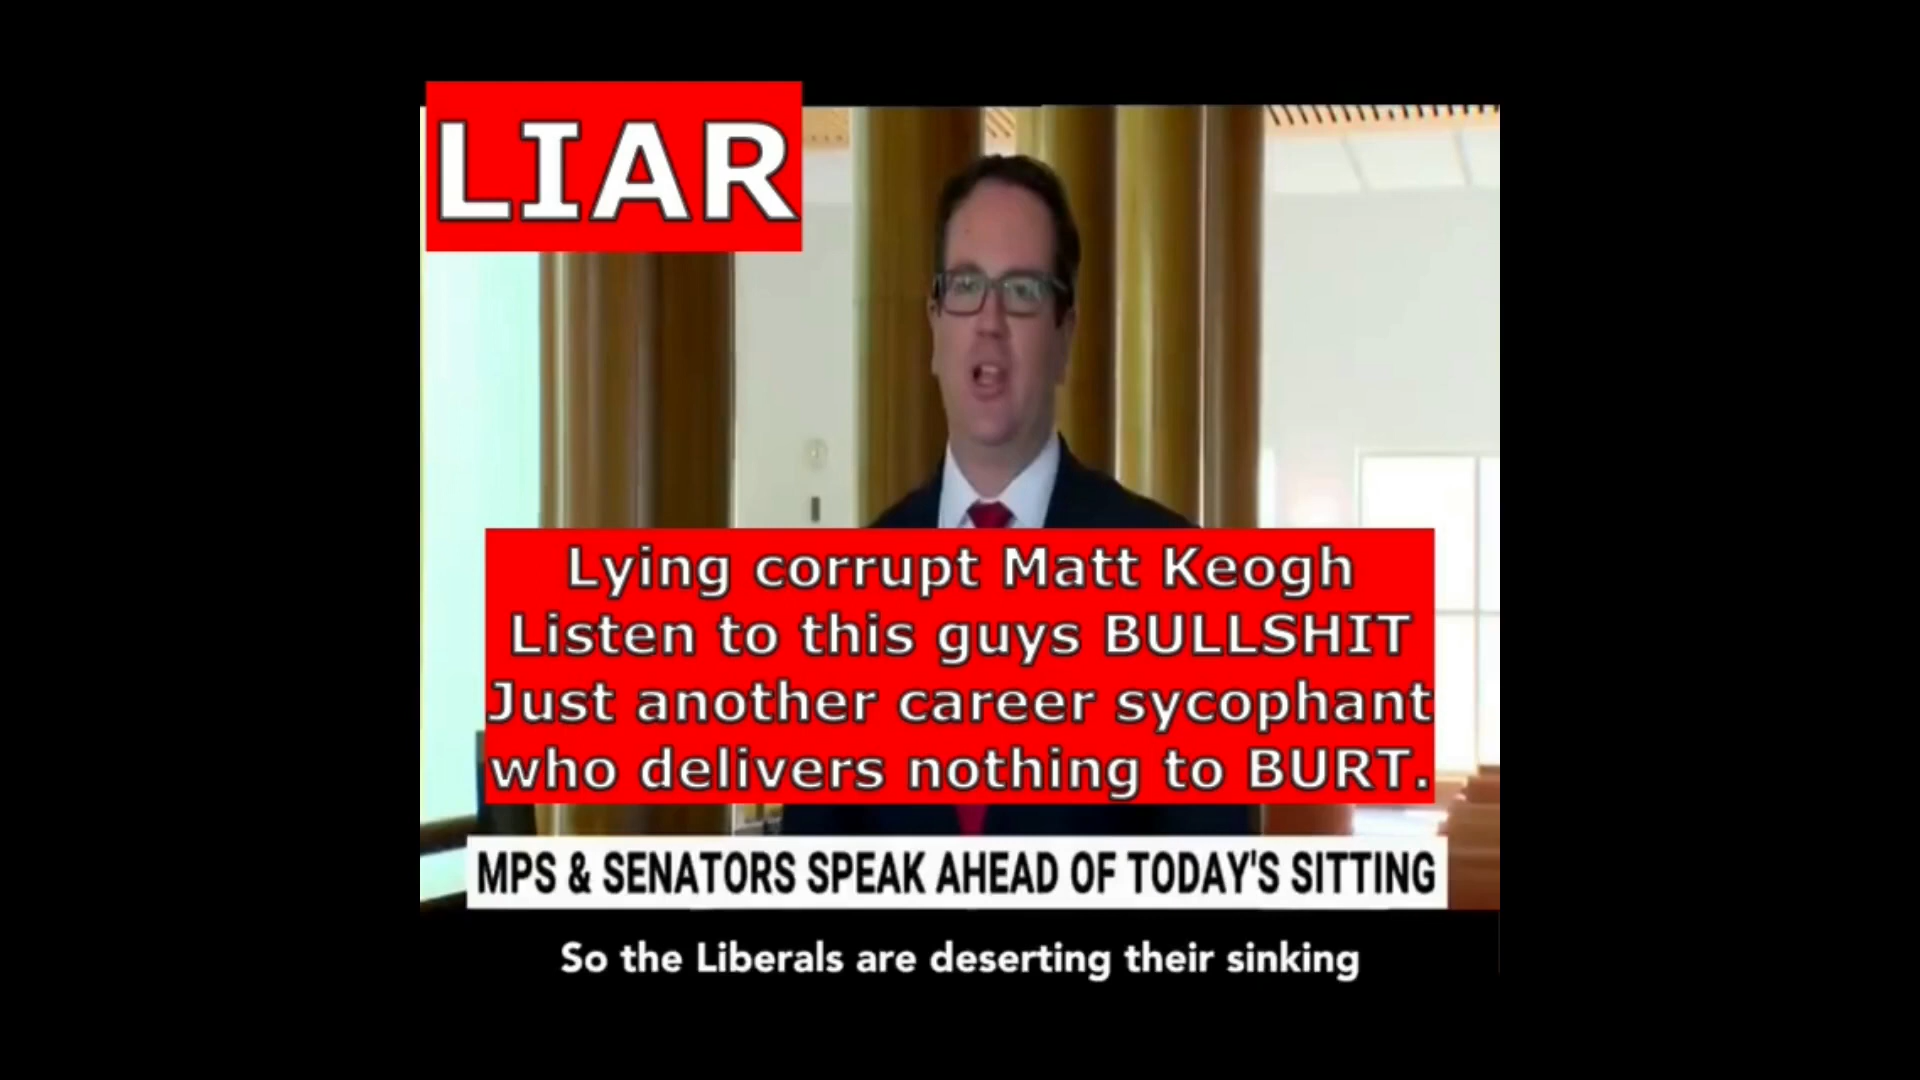 LIAR
Lying corrupt Matt Keogh
Listen to this guys BULLSHIT
Just another career sycophant
who delivers nothing to BURT.
MPS & SENATORS SPEAK AHEAD OF TODAY'S SITTING
So the Liberals are deserting their sinking